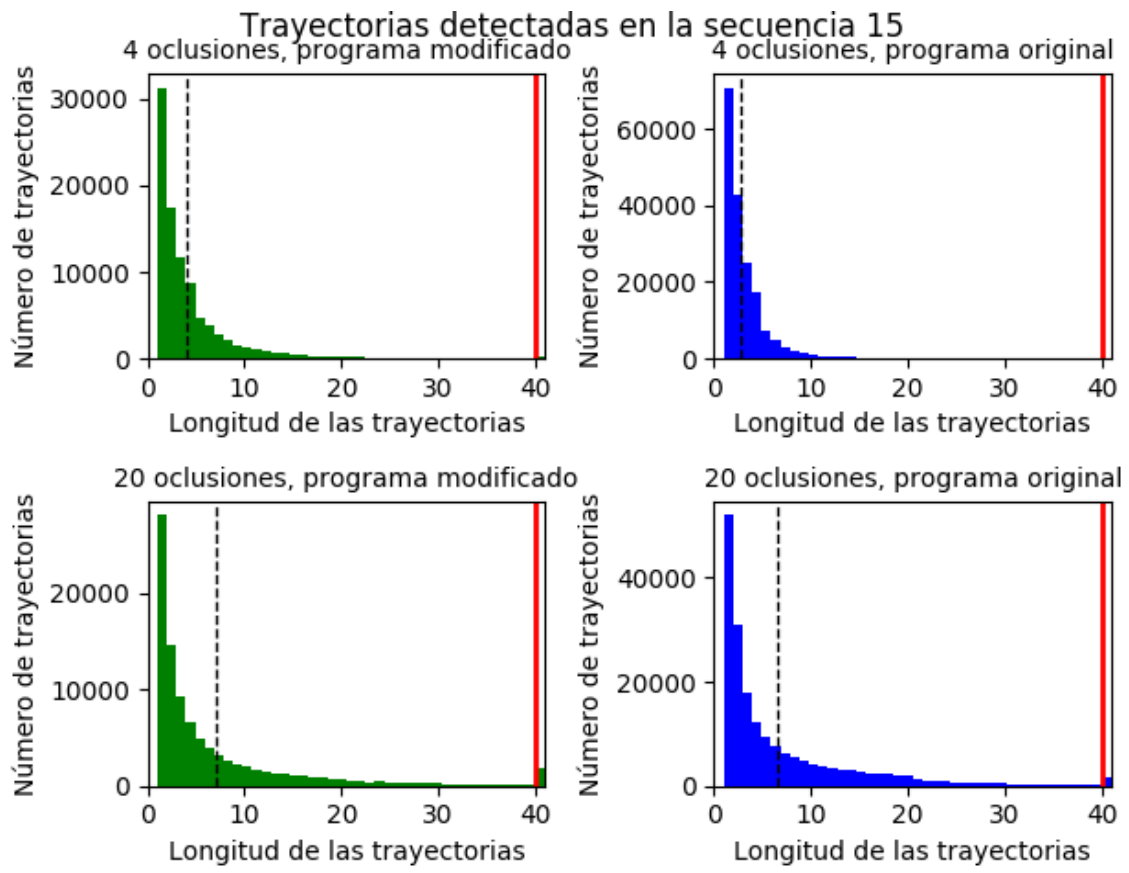 Trayectorias detectadas en la secuencia 15
4 oclusiones, programa modificado
Número de trayectorias
30000
20000
10000
0
0 10 20 30 40
Longitud de las trayectorias
4 oclusiones, programa original
Número de trayectorias
60000
40000
20000
0
0 10 20 30 40
Longitud de las trayectorias
20 oclusiones, programa modificado
Número de trayectorias
20000
10000
0
0 10 20 30 40
Longitud de las trayectorias
20 oclusiones, programa original
Número de trayectorias
40000
20000
0
0 10 20 30 40
Longitud de las trayectorias